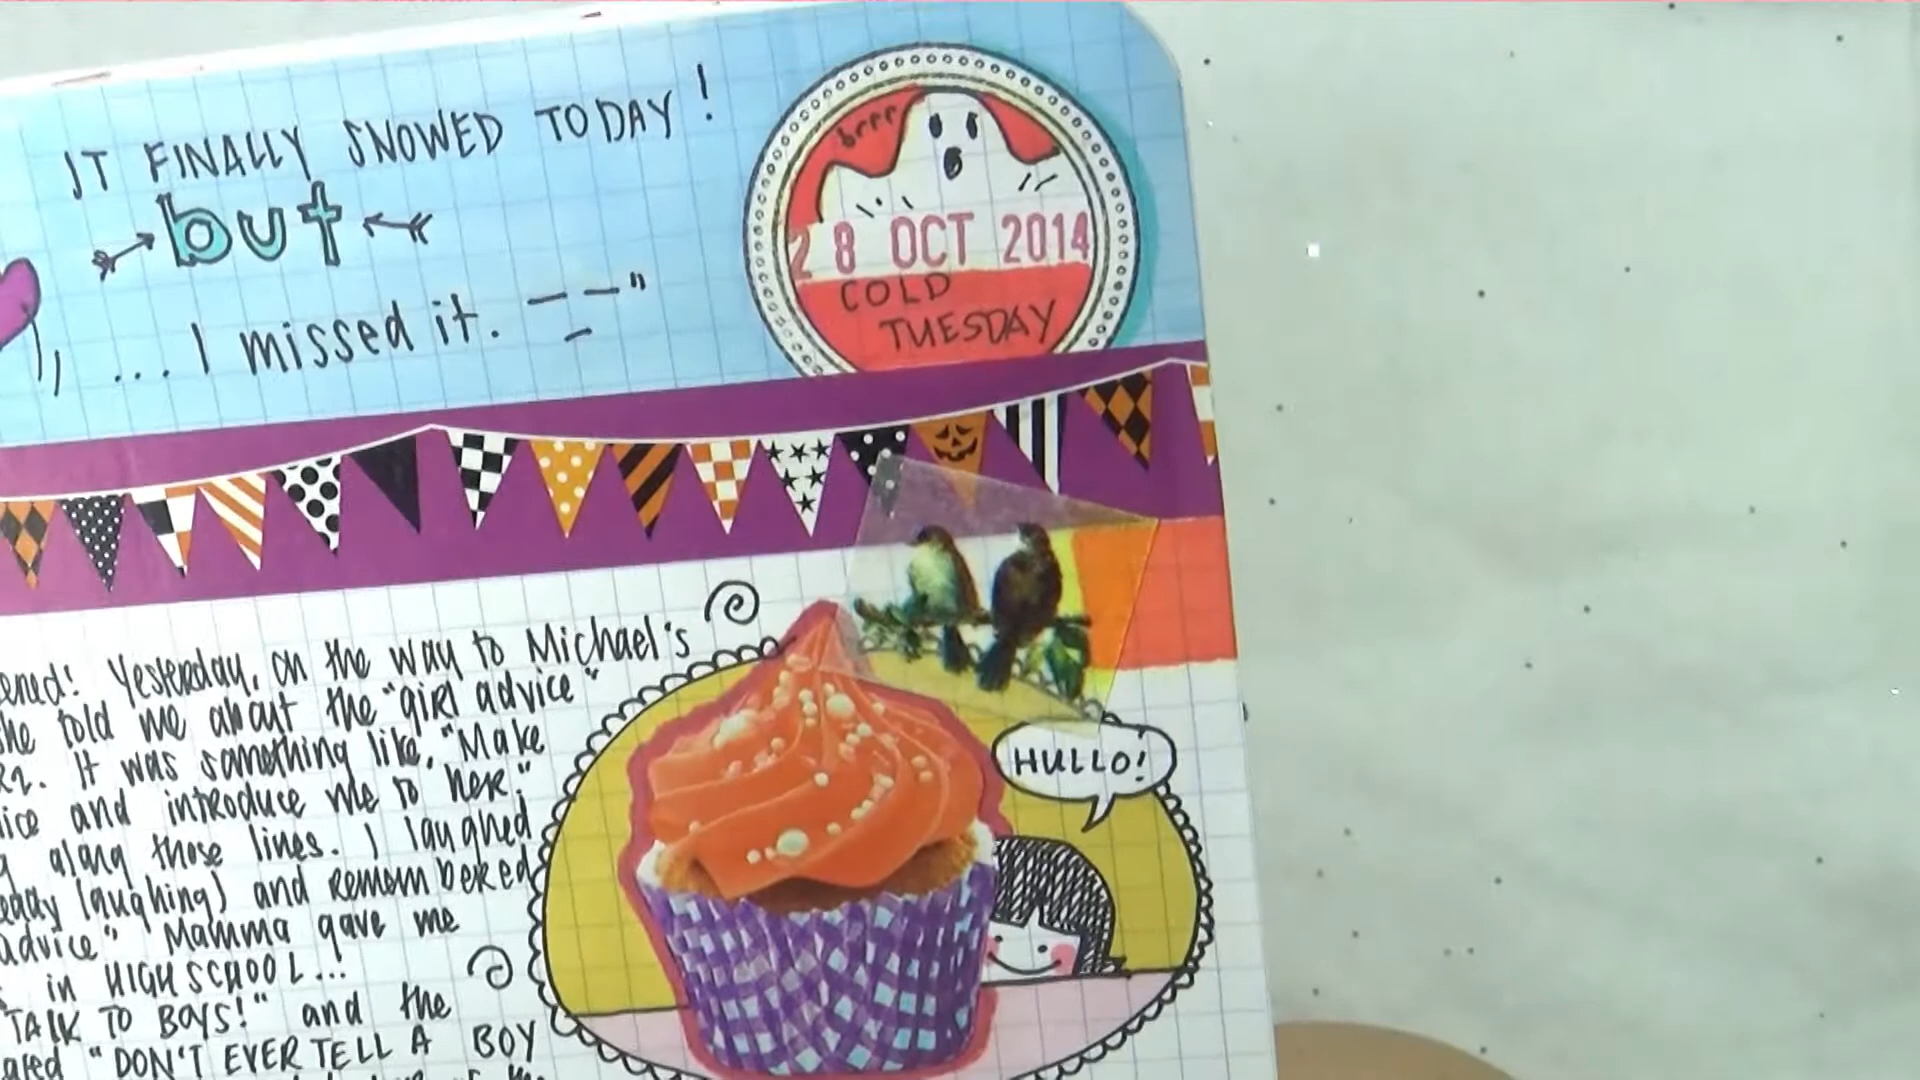 IT FINALLY SNOWED TODAY!
but
... I missed it. — —"
brrr
28 OCT 2014
COLD
TUESDAY
Yesterday, on the way to Michael's
told me about the "girl advice"
It was something like, "Make
and introduce me to her"
along those lines. I laughed
laughing) and remembered
advice" Mamma gave me
in HIGHSCHOOL...!
TALK TO BOYS!" and the
"DON'T EVER TELL A BOY
HULLO!